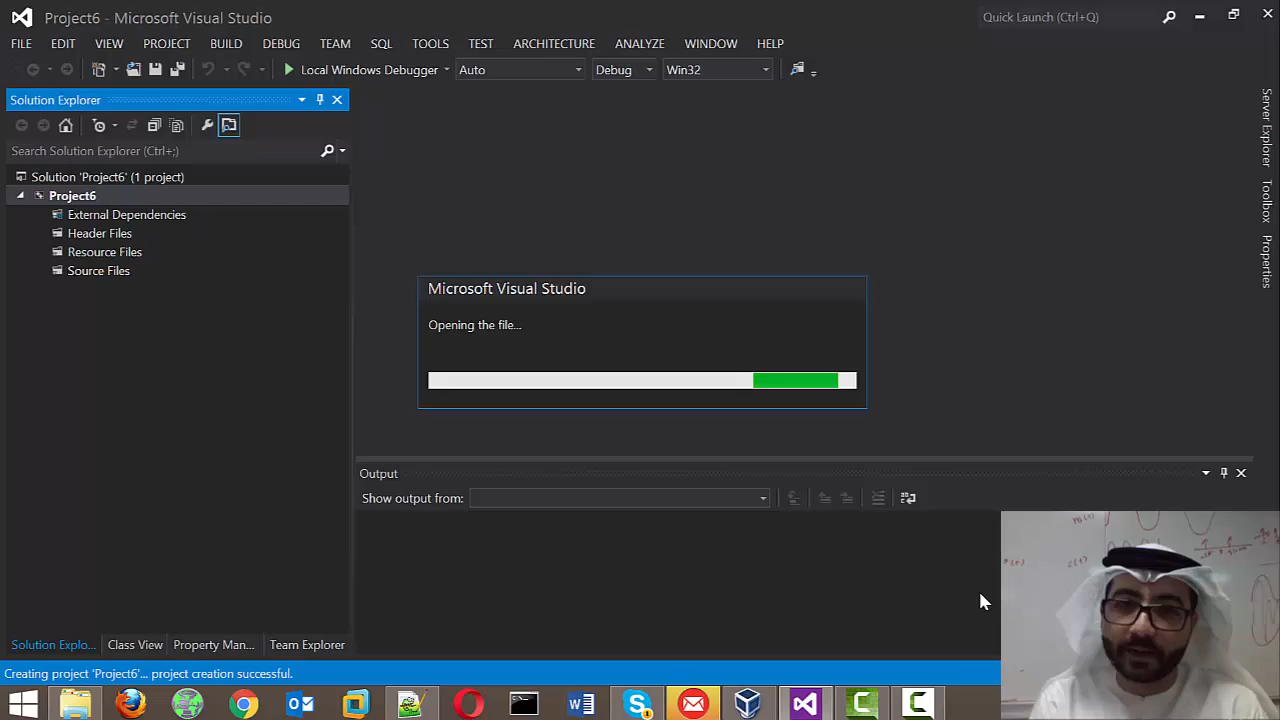 Project6 - Microsoft Visual Studio
Quick Launch (Ctrl+Q)
FILE EDIT VIEW PROJECT BUILD DEBUG TEAM SQL TOOLS TEST ARCHITECTURE ANALYZE WINDOW HELP
Local Windows Debugger Auto Debug Win32
Solution Explorer
Search Solution Explorer (Ctrl+;)
Solution 'Project6' (1 project)
Project6
External Dependencies
Header Files
Resource Files
Source Files
Microsoft Visual Studio
Opening the file...
Server Explorer
Toolbox
Properties
Output
Show output from:
Solution Explo... Class View Property Man... Team Explorer
Creating project 'Project6'... project creation successful.